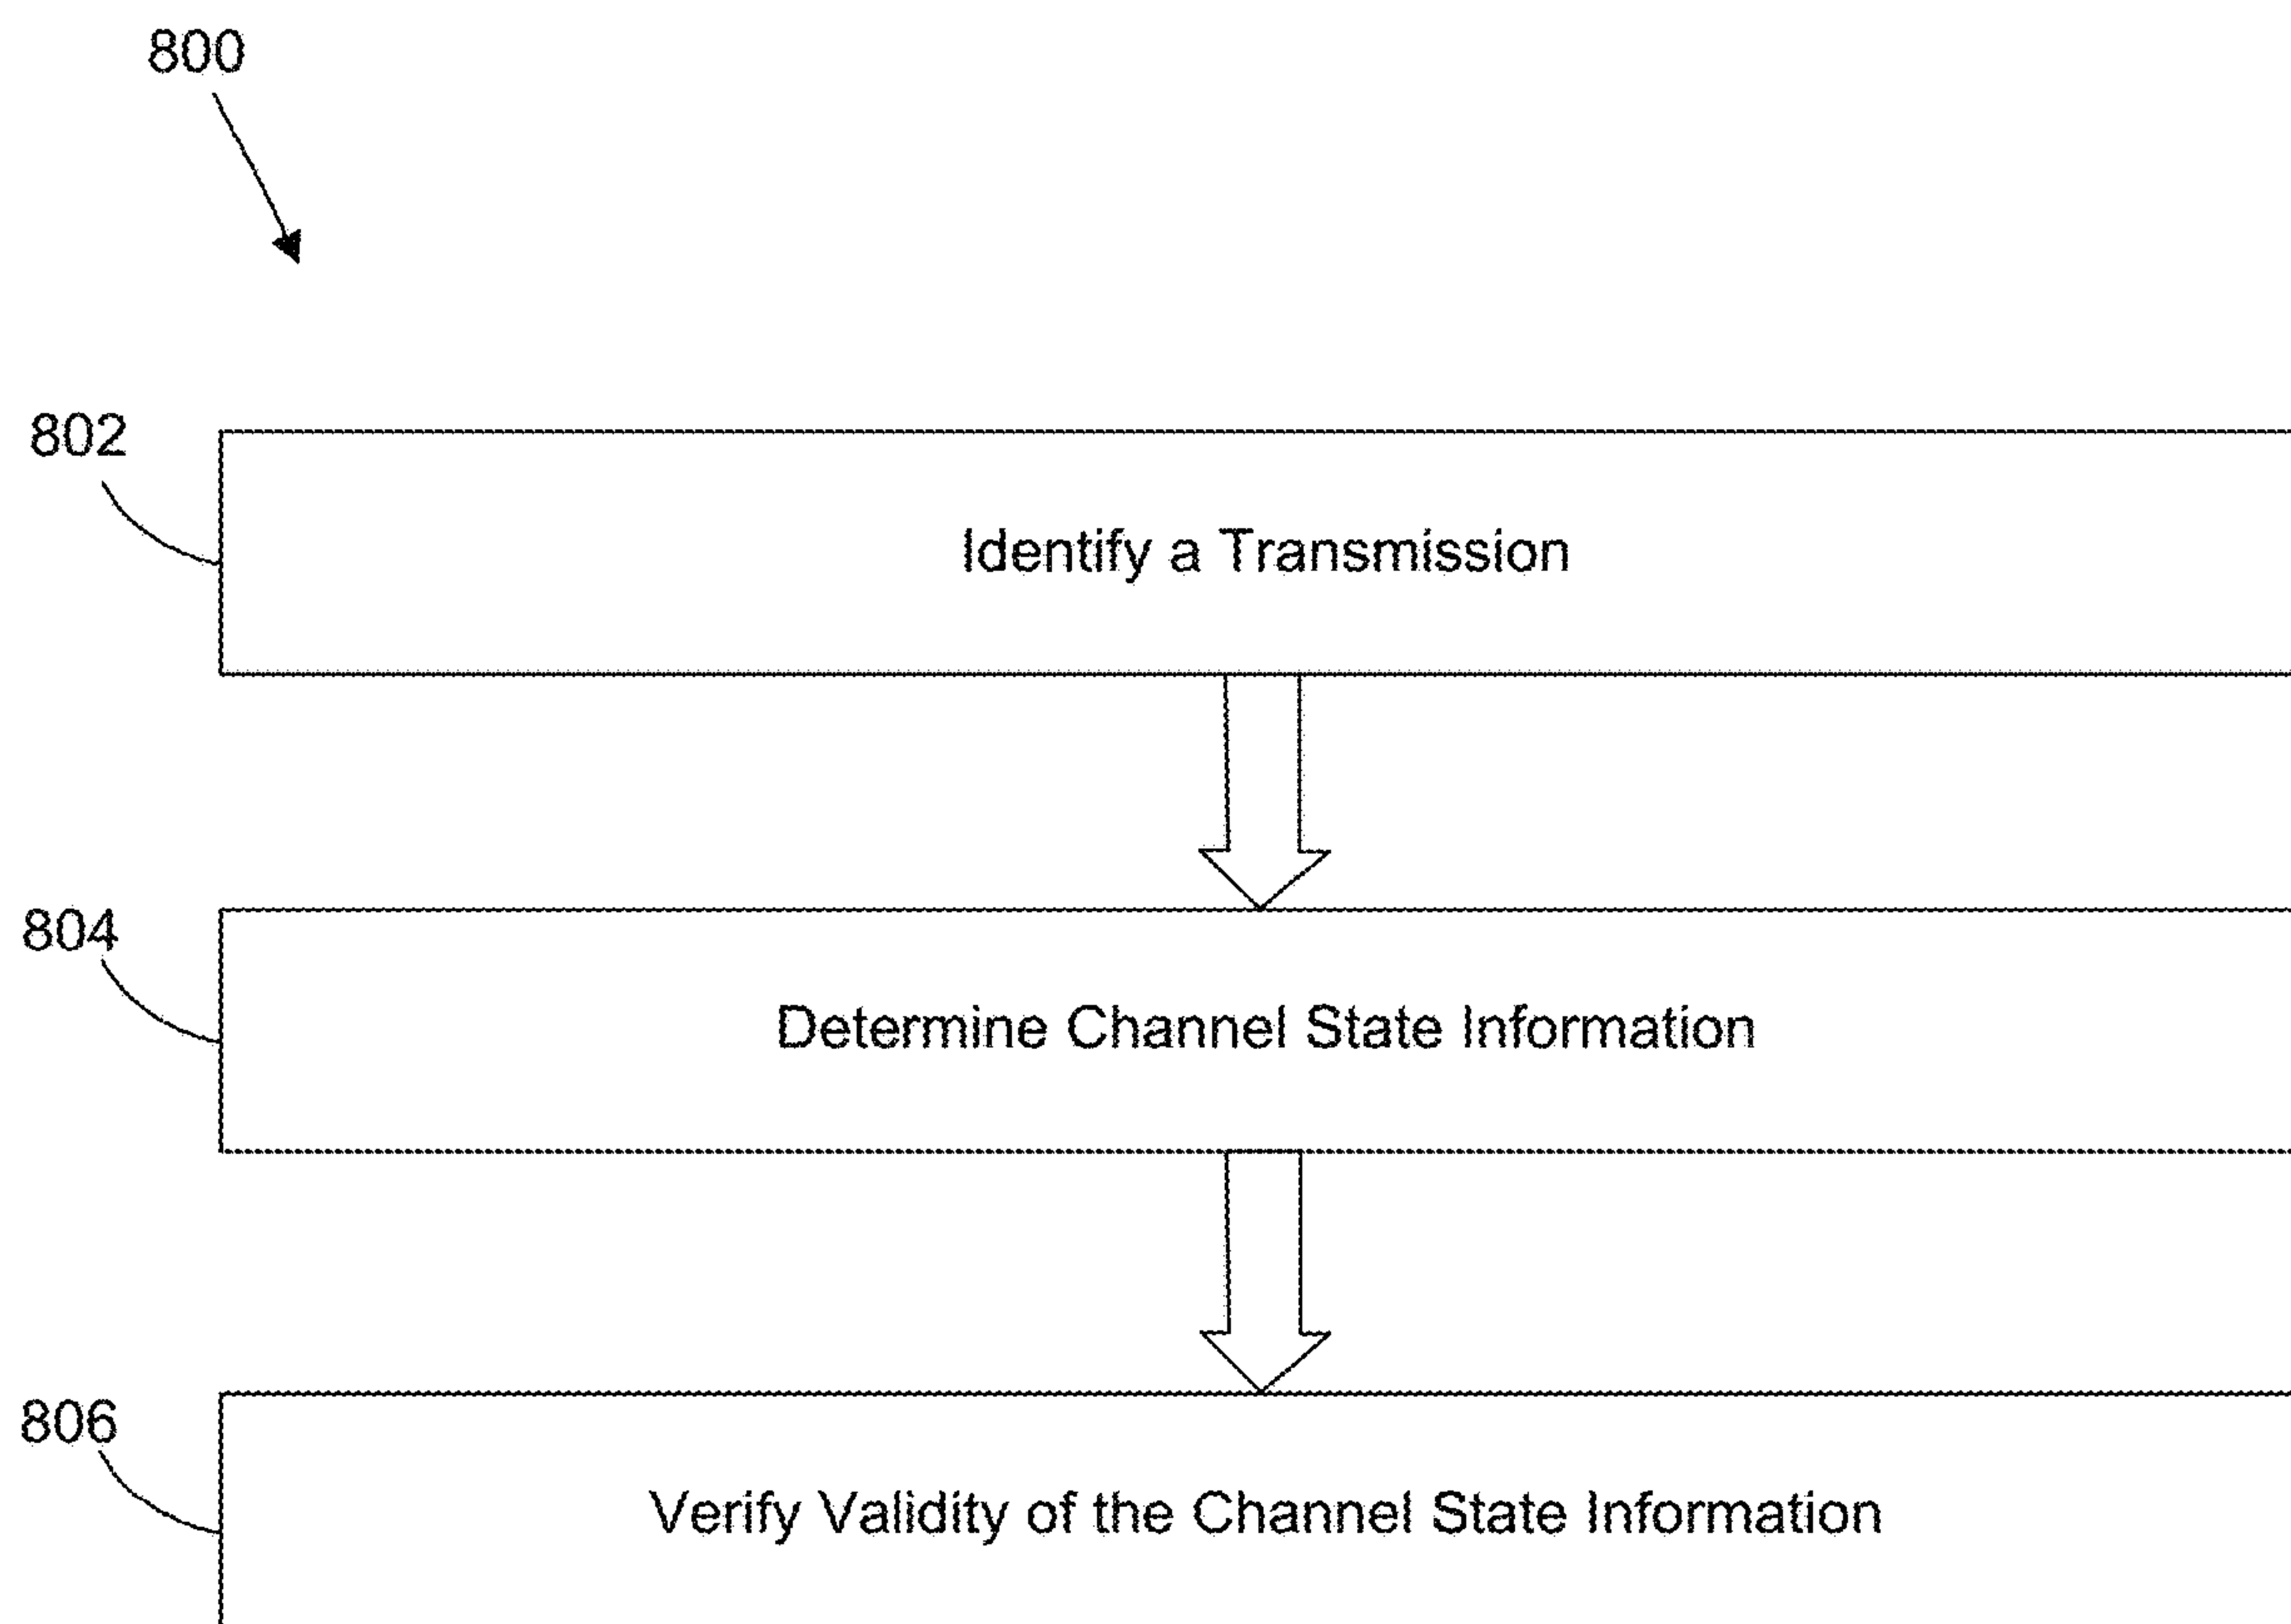 800
802
Identify a Transmission
804
Determine Channel State Information
806
Verify Validity of the Channel State Information